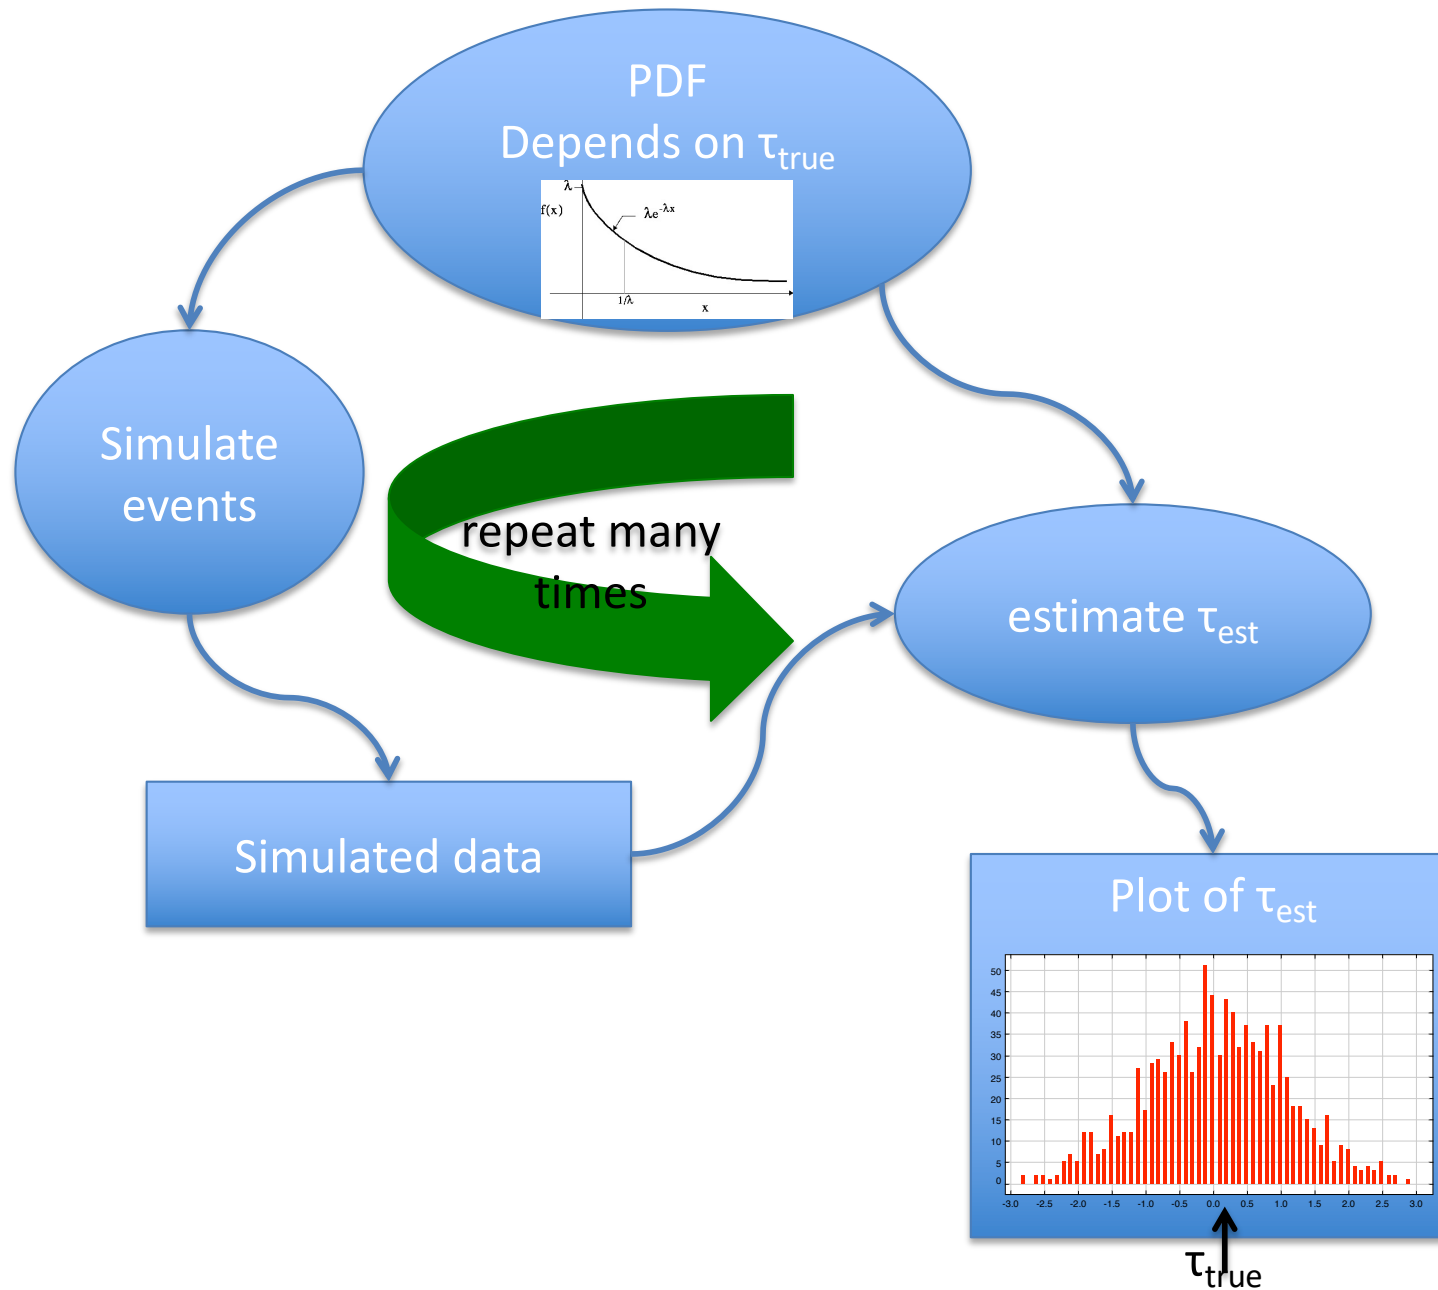 PDF
Depends on τtrue
λ
f(x)
λe-λx
1/λ
x
Simulate
events
repeat many
times
estimate τest
Simulated data
Plot of τest
50
45
40
35
30
25
20
15
10
5
0
-3.0 -2.5 -2.0 -1.5 -1.0 -0.5 0.0 0.5 1.0 1.5 2.0 2.5 3.0
τtrue